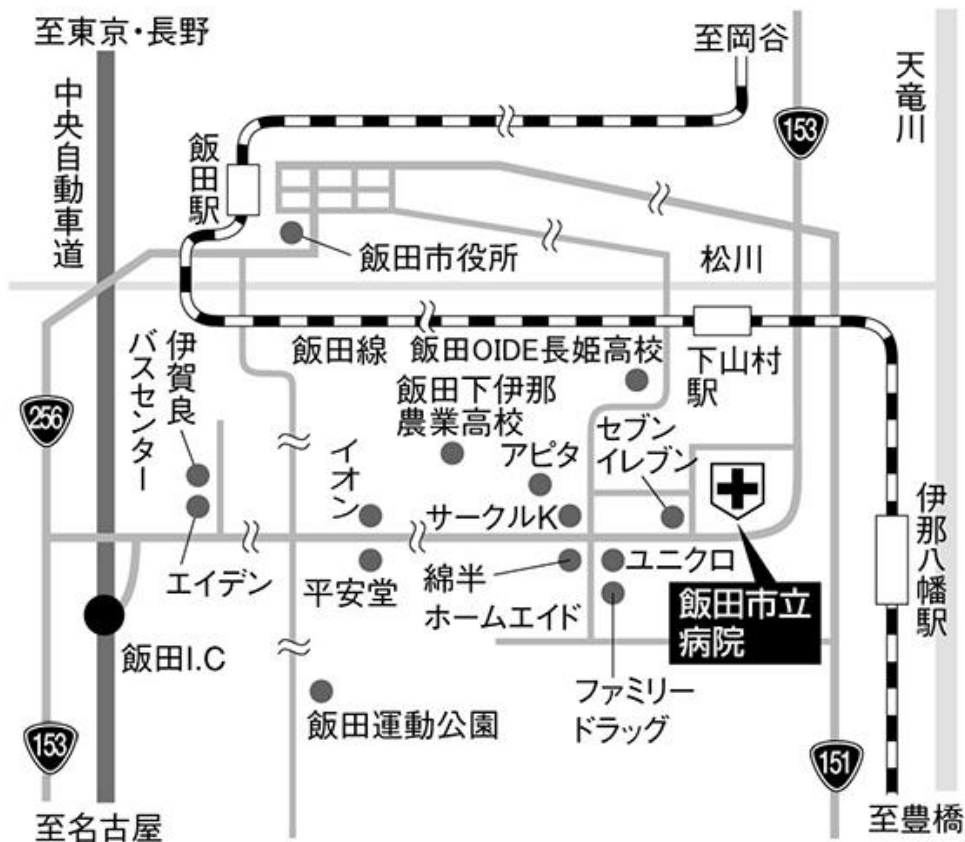 至東京・長野
至岡谷
中央自動車道
天竜川
153
飯田駅
飯田市役所
松川
飯田線
飯田OIDE長姫高校
下山村
駅
伊賀良
バスセンター
256
飯田下伊那
農業高校
セブン
イレブン
アピタ
イオン
サークルK
エイデン
平安堂
綿半
ホームエイド
ユニクロ
飯田市立
病院
伊那八幡駅
飯田I.C
飯田運動公園
ファミリー
ドラッグ
153
151
至名古屋
至豊橋